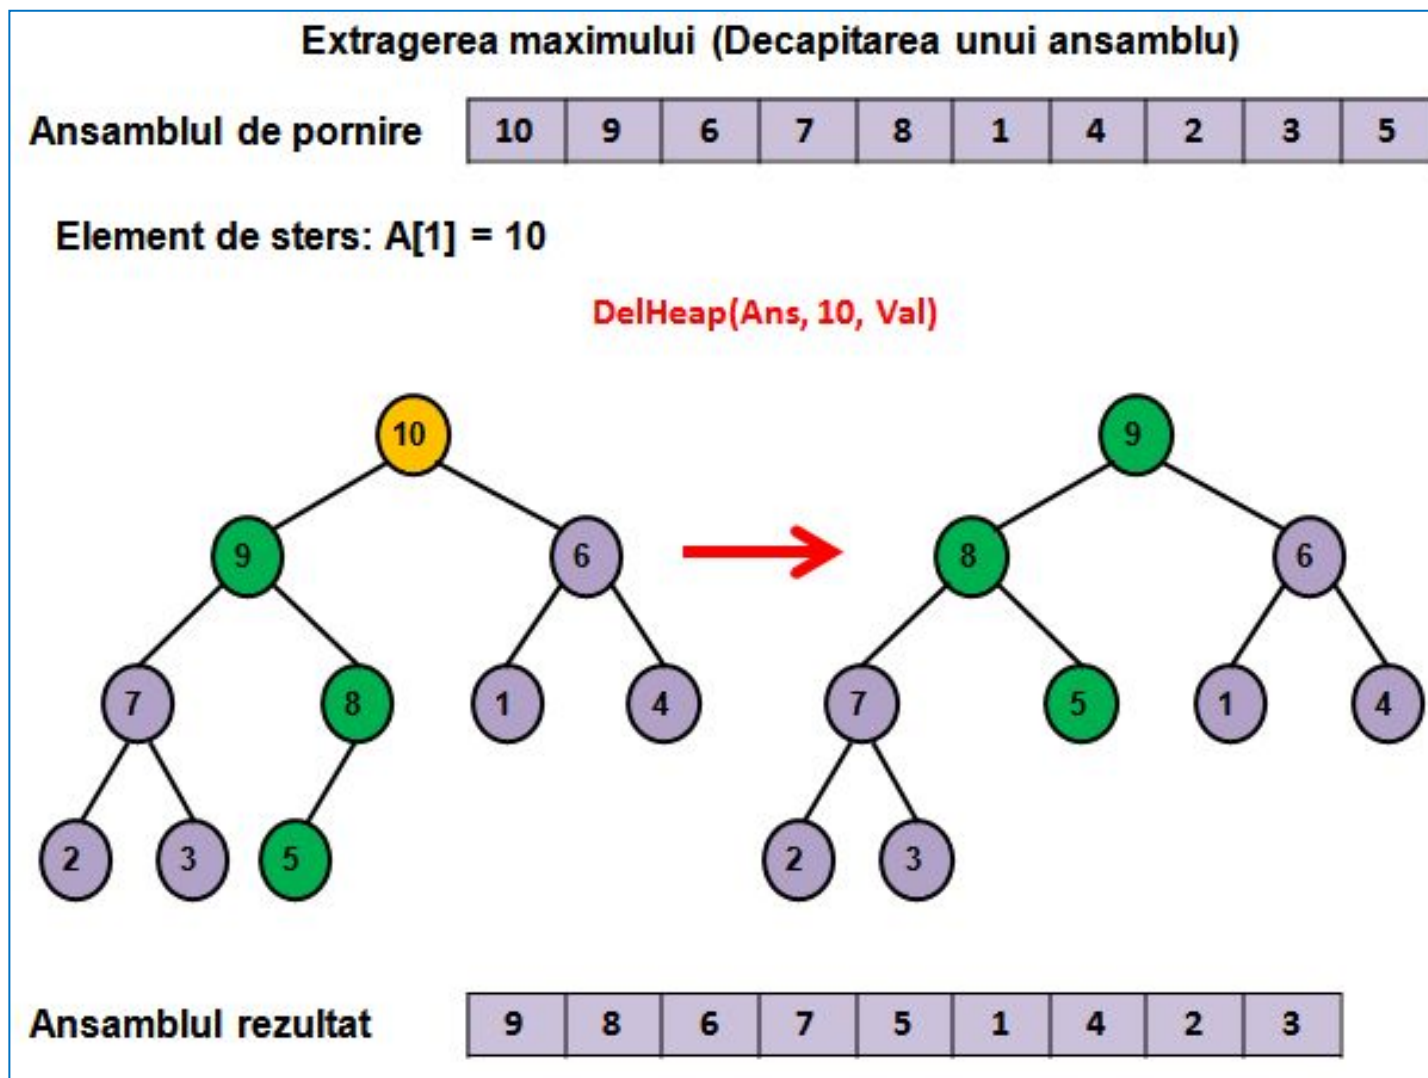 Extragerea maximului (Decapitarea unui ansamblu)
Ansamblul de pornire 10 9 6 7 8 1 4 2 3 5
Element de sters: A[1] = 10
DelHeap(Ans, 10, Val)
10 9
9 6 8 6
7 8 1 4 7 5 1 4
2 3 5 2 3
Ansamblul rezultat 9 8 6 7 5 1 4 2 3